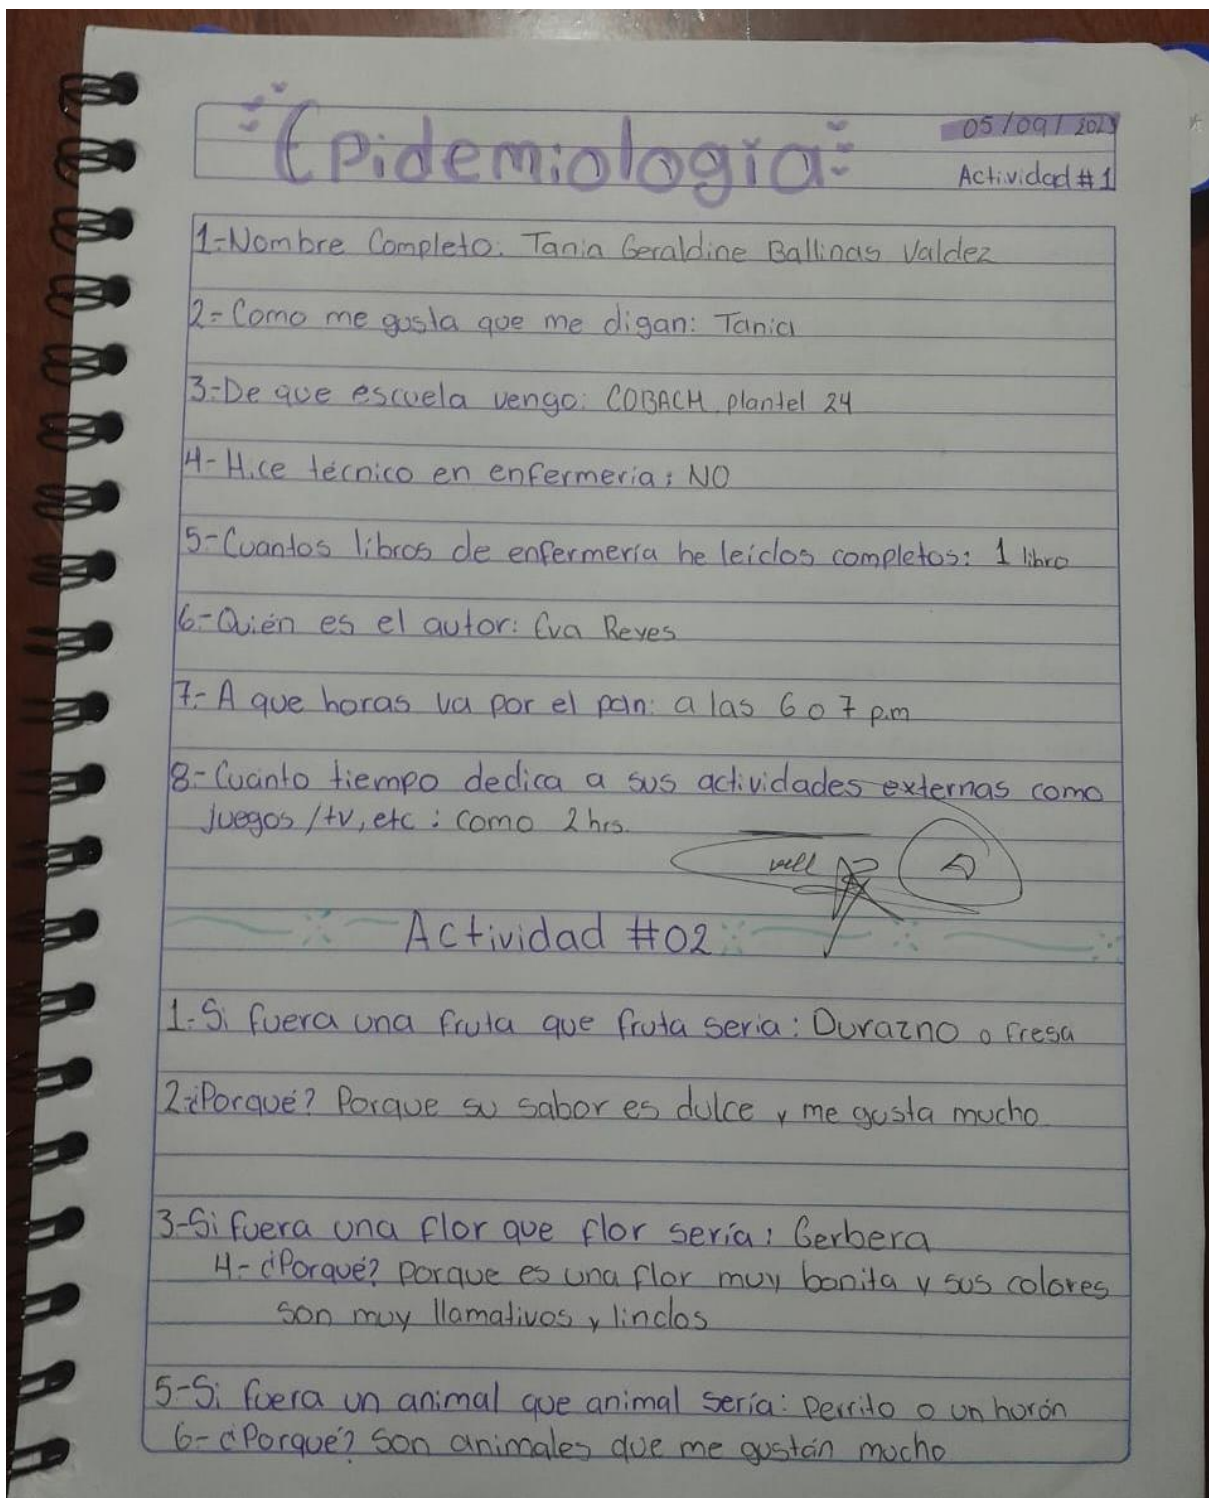 Epidemiología
05/09/2023
Actividad #1
1-Nombre Completo: Tania Geraldine Ballinas Valdez
2-Como me gusta que me digan: Tania
3-De que escuela vengo: COBACH plantel 24
4-Hice técnico en enfermería: NO
5-Cuantos libros de enfermería he leídos completos: 1 libro
6-Quién es el autor: Eva Reyes
7-A que horas va por el pan: a las 6 o 7 p.m
8-Cuánto tiempo dedica a sus actividades externas como
juegos/tv, etc: como 2 hrs.
Actividad #02
1-Si fuera una fruta que fruta seria: Durazno o fresa
2-¿Porqué? Porque su sabor es dulce y me gusta mucho
3-Si fuera una flor que flor sería: Gerbera
4-¿Porqué? Porque es una flor muy bonita y sus colores
son muy llamativos y lindos
5-Si fuera un animal que animal sería: Perrito o un hurón
6-¿Porqué? Son animales que me gustan mucho